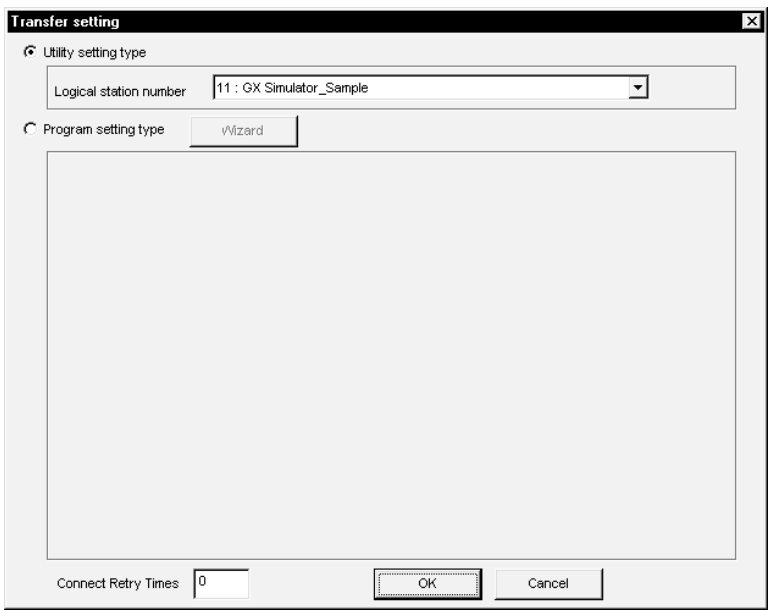 Transfer setting
Utility setting type
Logical station number 11 : GX Simulator_Sample
Program setting type Wizard
Connect Retry Times 0 OK Cancel